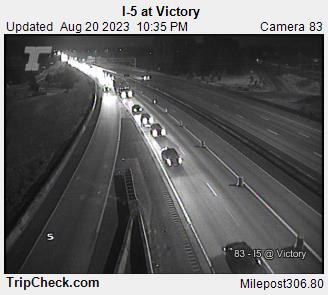 I-5 at Victory
Updated Aug 20 2023 10:35 PM Camera 83
T
S
83 - I5 @ Victory
TripCheck.com Milepost306.80